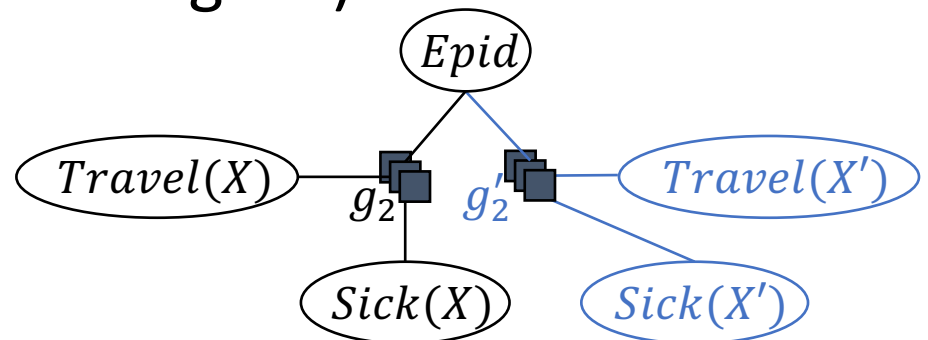 Epid
Travel(X)
g₂
g₂′
Travel(X′)
Sick(X)
Sick(X′)